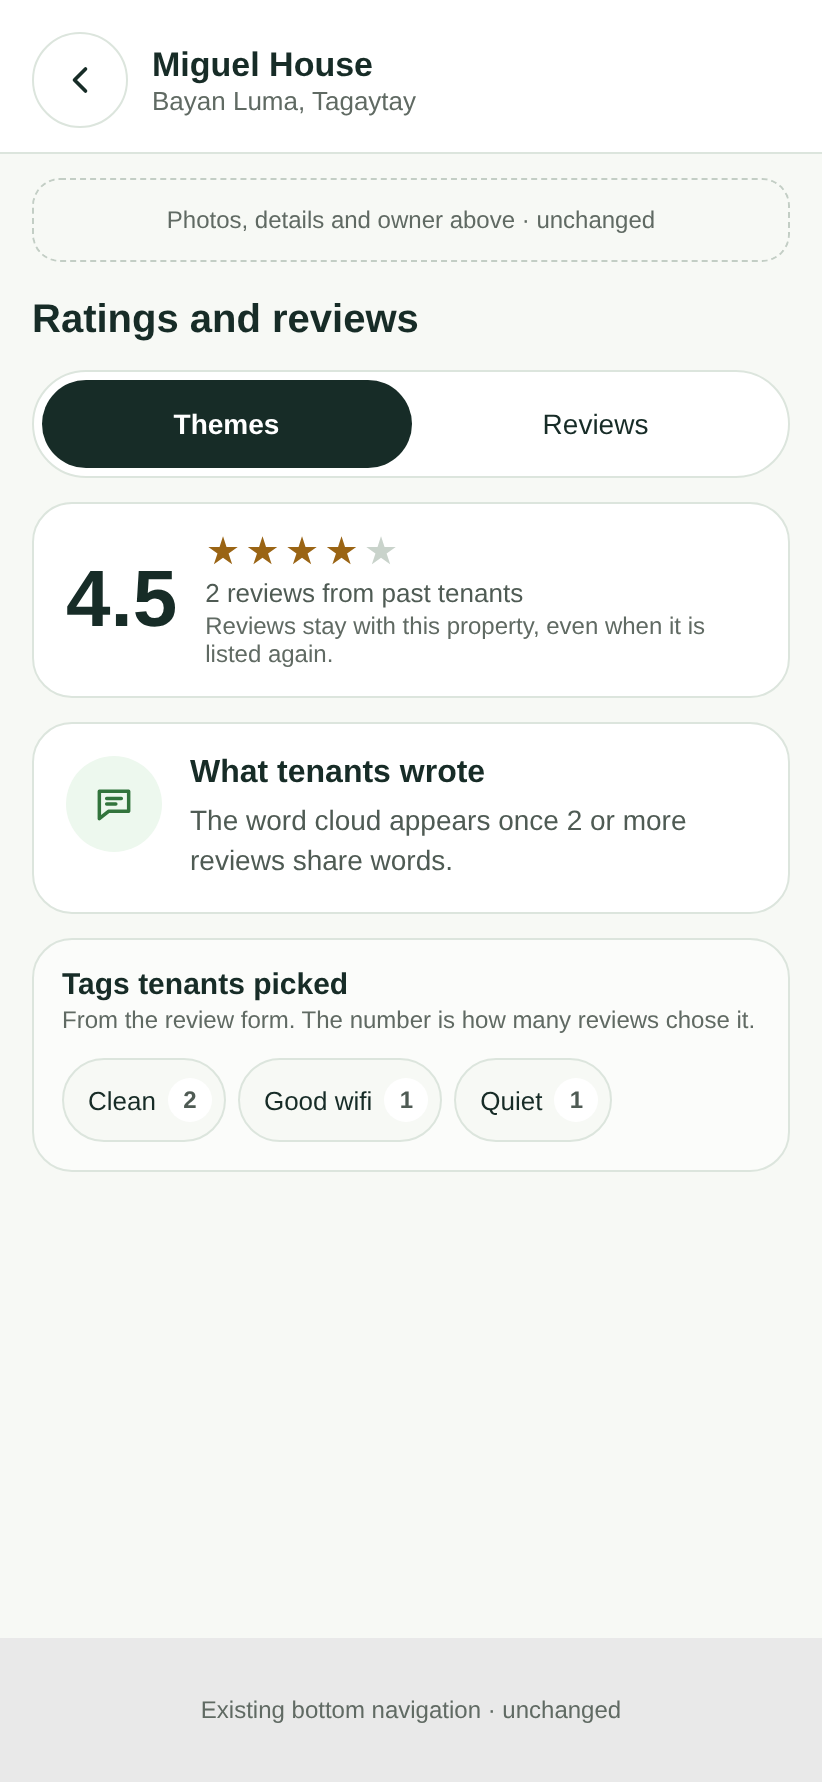 Miguel House
Bayan Luma, Tagaytay
Photos, details and owner above · unchanged
Ratings and reviews
Themes
Reviews
4.5
2 reviews from past tenants
Reviews stay with this property, even when it is
listed again.
What tenants wrote
The word cloud appears once 2 or more
reviews share words.
Tags tenants picked
From the review form. The number is how many reviews chose it.
Clean 2
Good wifi 1
Quiet 1
Existing bottom navigation · unchanged